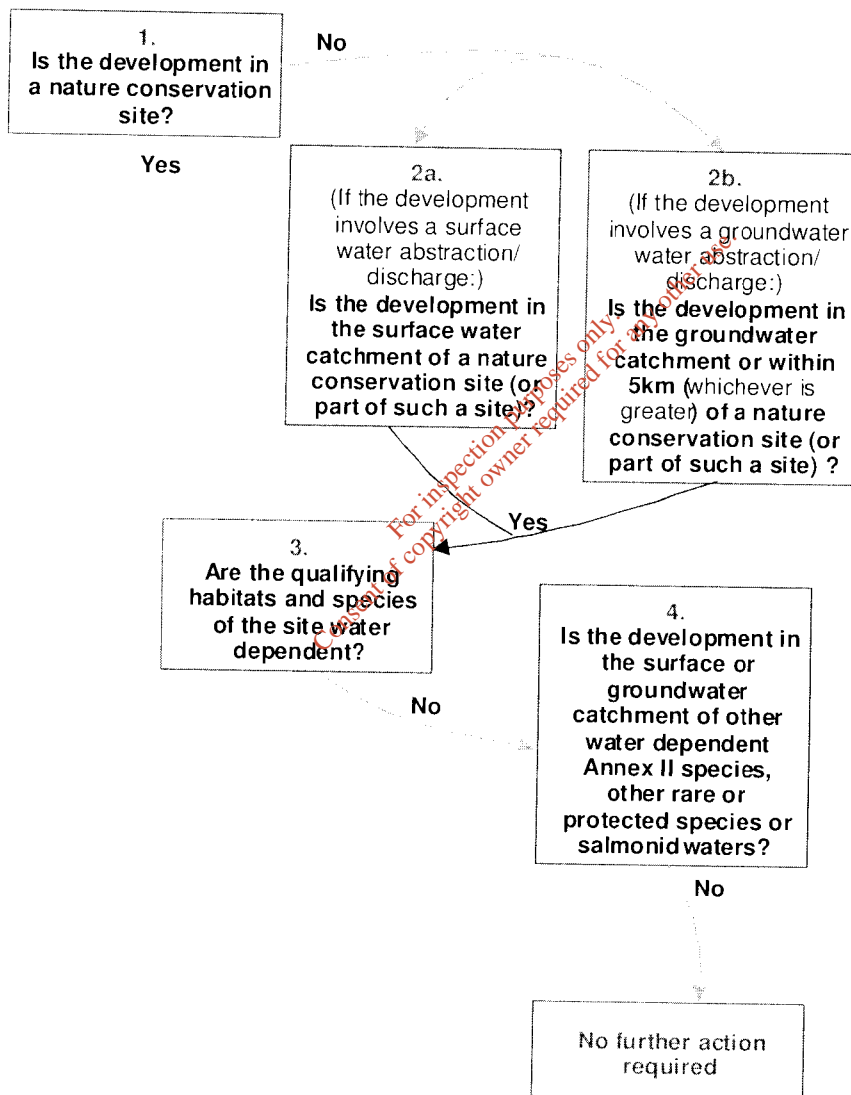 1.
Is the development in
a nature conservation
site?
No
Yes
2a.
(If the development
involves a surface
water abstraction/
discharge:)
Is the development in
the surface water
catchment of a nature
conservation site (or
part of such a site)?
2b.
(If the development
involves a groundwater
water abstraction/
discharge:)
Is the development in
the groundwater
catchment or within
5km (whichever is
greater) of a nature
conservation site (or
part of such a site) ?
Yes
3.
Are the qualifying
habitats and species
of the site water
dependent?
No
4.
Is the development in
the surface or
groundwater
catchment of other
water dependent
Annex II species,
other rare or
protected species or
salmonid waters?
No
No further action
required
For inspection purposes only.
Consent of copyright owner required for any other use.